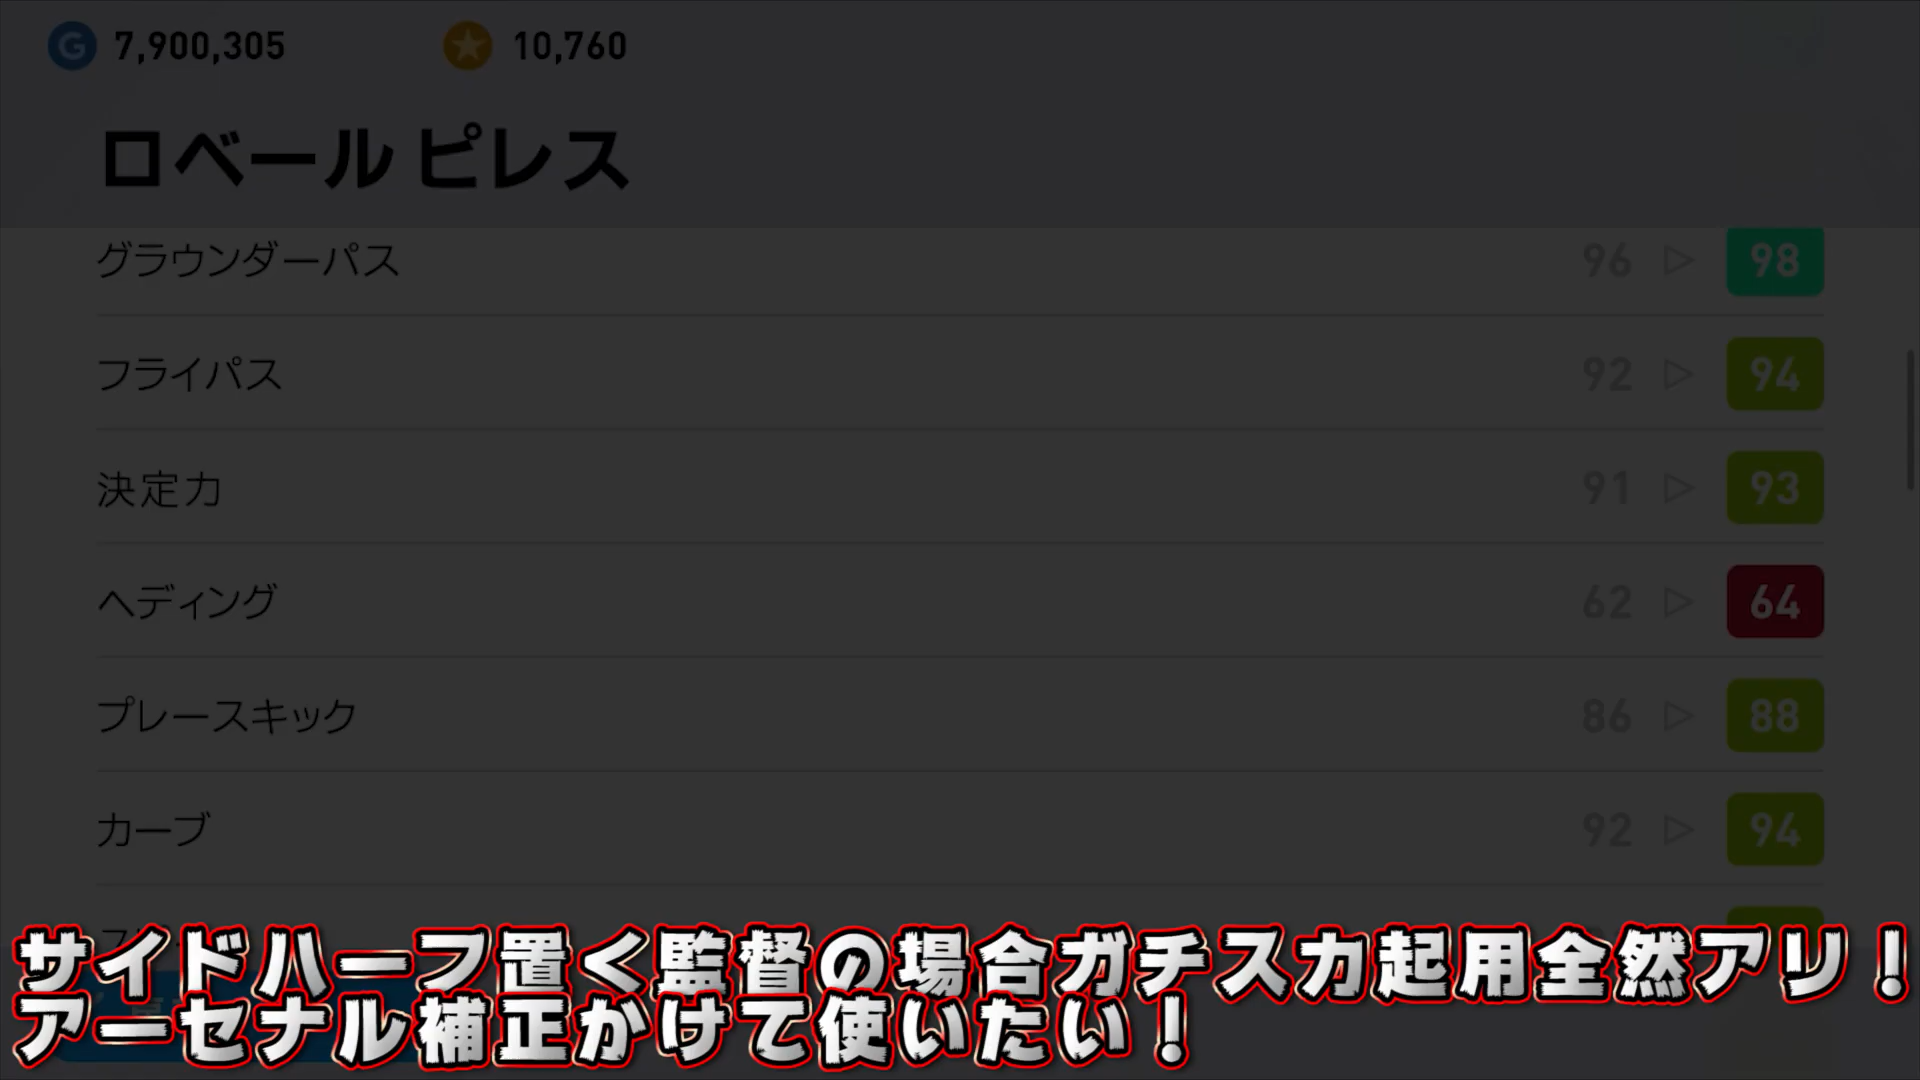 7,900,305 10,760
ロベール ピレス
グラウンダーパス 96 ▷ 98
フライパス 92 ▷ 94
決定力 91 ▷ 93
ヘディング 62 ▷ 64
プレースキック 86 ▷ 88
カーブ 92 ▷ 94
サイドハーフ置く監督の場合ガチスカ起用全然アリ！
アーセナル補正かけて使いたい！